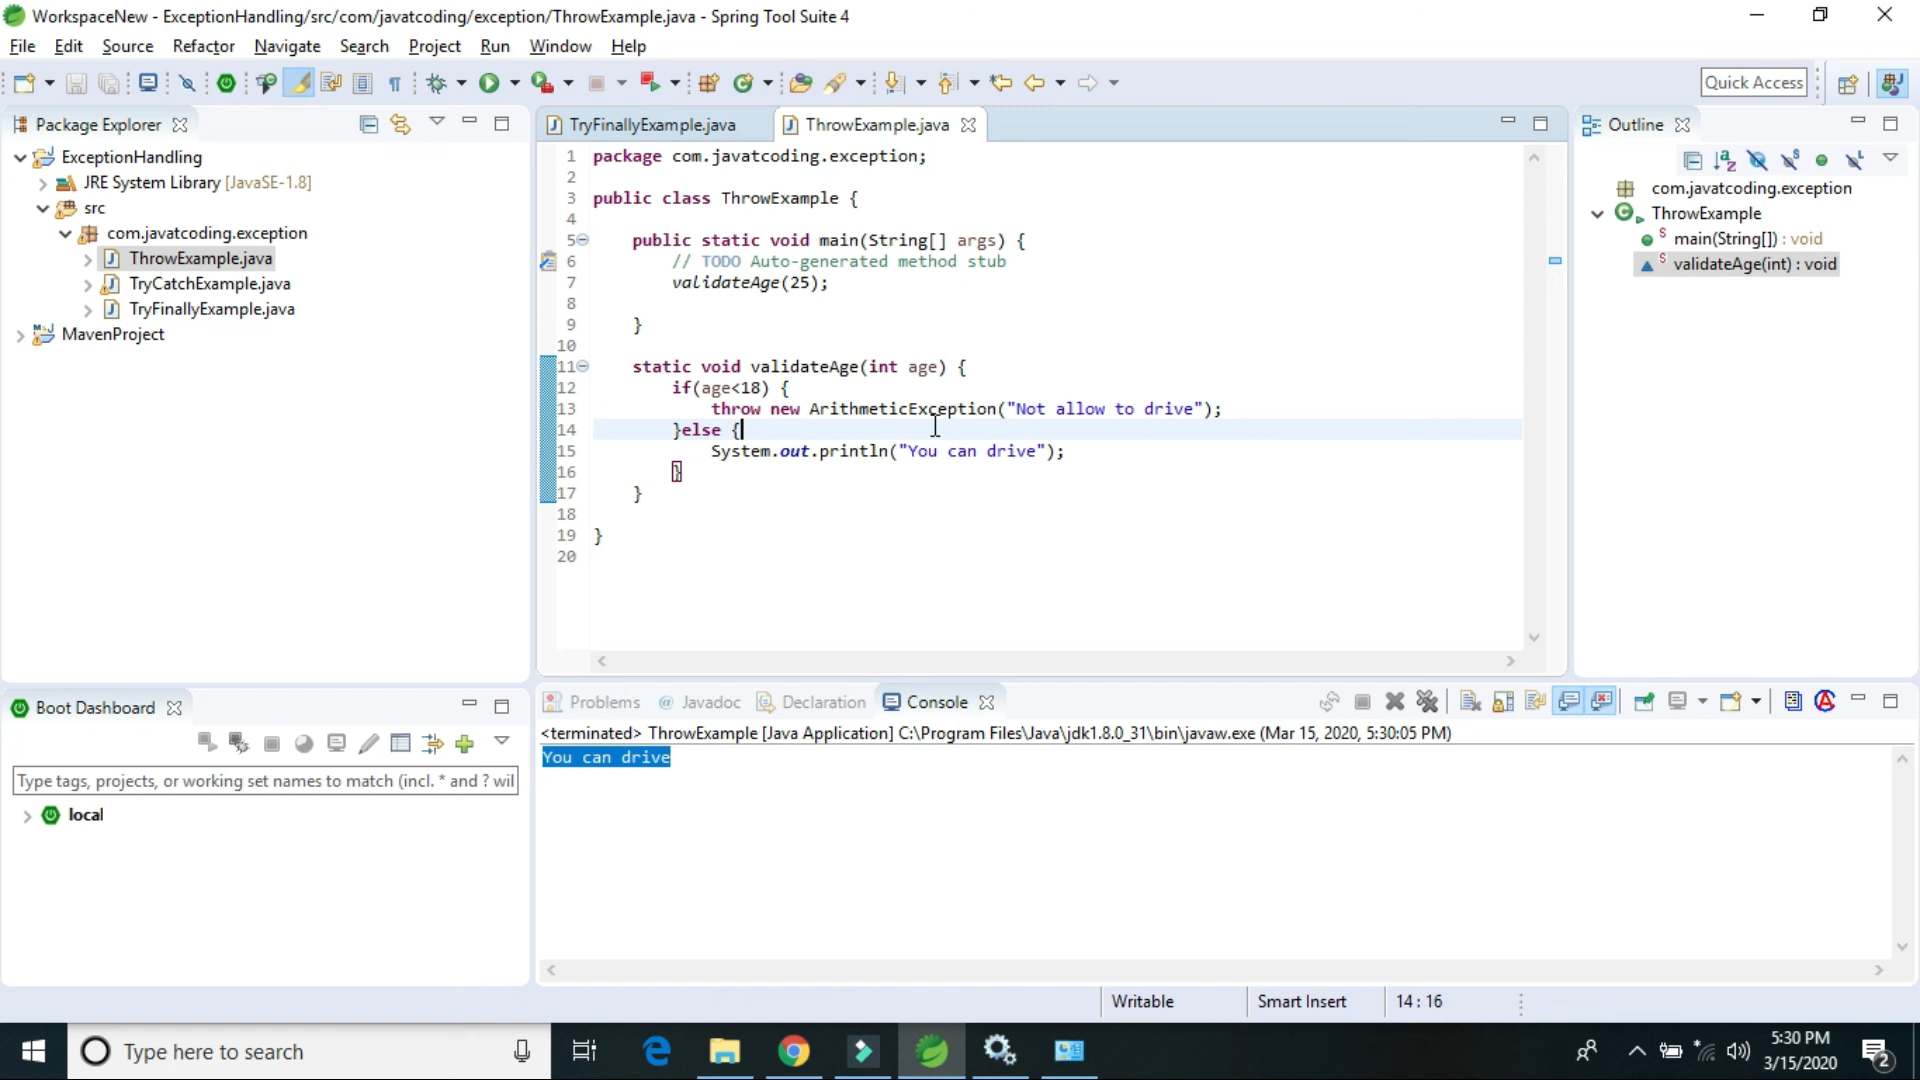 WorkspaceNew - ExceptionHandling/src/com/javatcoding/exception/ThrowExample.java - Spring Tool Suite 4
File Edit Source Refactor Navigate Search Project Run Window Help
Quick Access
Package Explorer
ExceptionHandling
JRE System Library [JavaSE-1.8]
src
com.javatcoding.exception
ThrowExample.java
TryCatchExample.java
TryFinallyExample.java
MavenProject
TryFinallyExample.java
ThrowExample.java
1 package com.javatcoding.exception;
2
3 public class ThrowExample {
4
5 public static void main(String[] args) {
6 // TODO Auto-generated method stub
7 validateAge(25);
8
9 }
10
11 static void validateAge(int age) {
12 if(age<18) {
13 throw new ArithmeticException("Not allow to drive");
14 }else {
15 System.out.println("You can drive");
16 }
17 }
18
19 }
20
Outline
com.javatcoding.exception
ThrowExample
main(String[]) : void
validateAge(int) : void
Boot Dashboard
Type tags, projects, or working set names to match (incl. * and ? wil
local
Problems @ Javadoc Declaration Console
<terminated> ThrowExample [Java Application] C:\Program Files\Java\jdk1.8.0_31\bin\javaw.exe (Mar 15, 2020, 5:30:05 PM)
You can drive
Writable Smart Insert 14 : 16
Type here to search
5:30 PM
3/15/2020
2